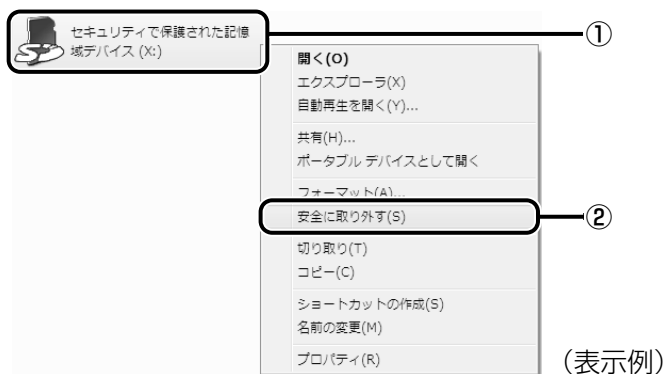 セキュリティで保護された記憶
域デバイス (X:)
①
開く(O)
エクスプローラ(X)
自動再生を開く(Y)...
共有(H)...
ポータブル デバイスとして開く
フォーマット(A)...
安全に取り外す(S)
②
切り取り(T)
コピー(C)
ショートカットの作成(S)
名前の変更(M)
プロパティ(R)
（表示例）